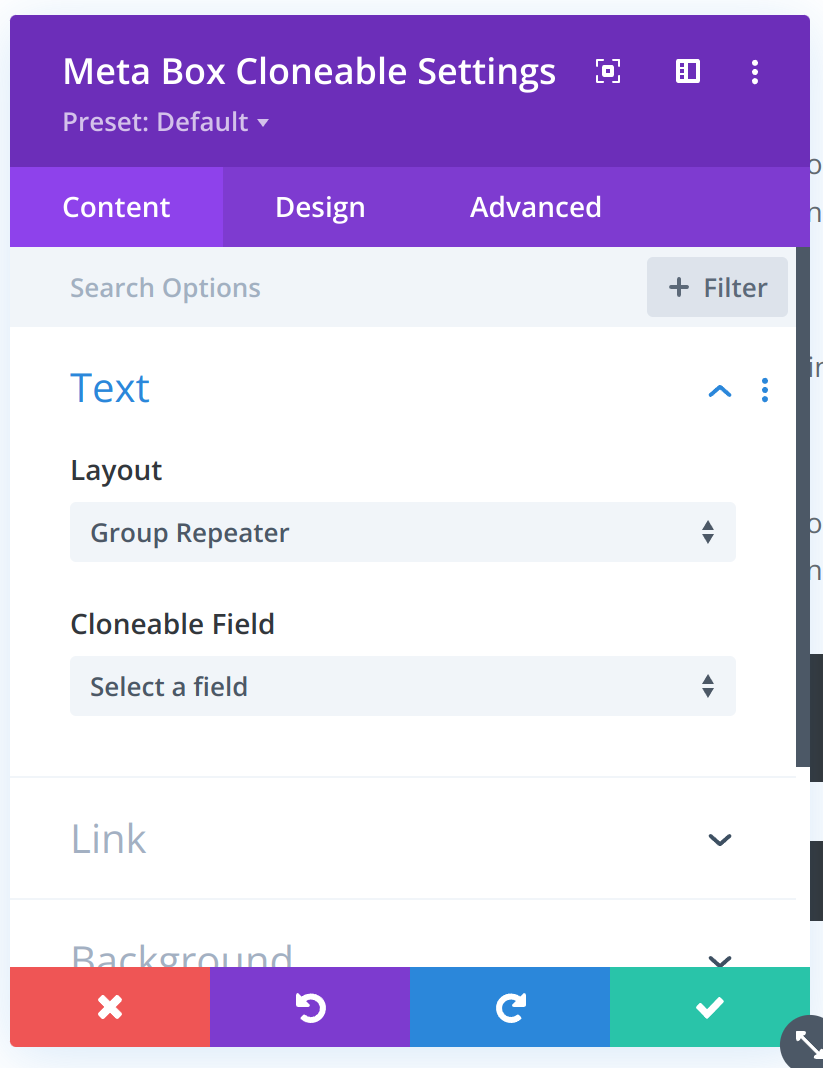 Meta Box Cloneable Settings
Preset: Default
Content Design Advanced
Search Options
Filter
Text
Layout
Group Repeater
Cloneable Field
Select a field
Link
Background